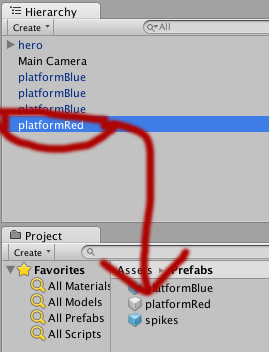 Hierarchy
Create All
hero
Main Camera
platformBlue
platformBlue
platformBlue
platformRed
Project
Create
Favorites
All Materials
All Models
All Prefabs
All Scripts
Assets Prefabs
platformBlue
platformRed
spikes